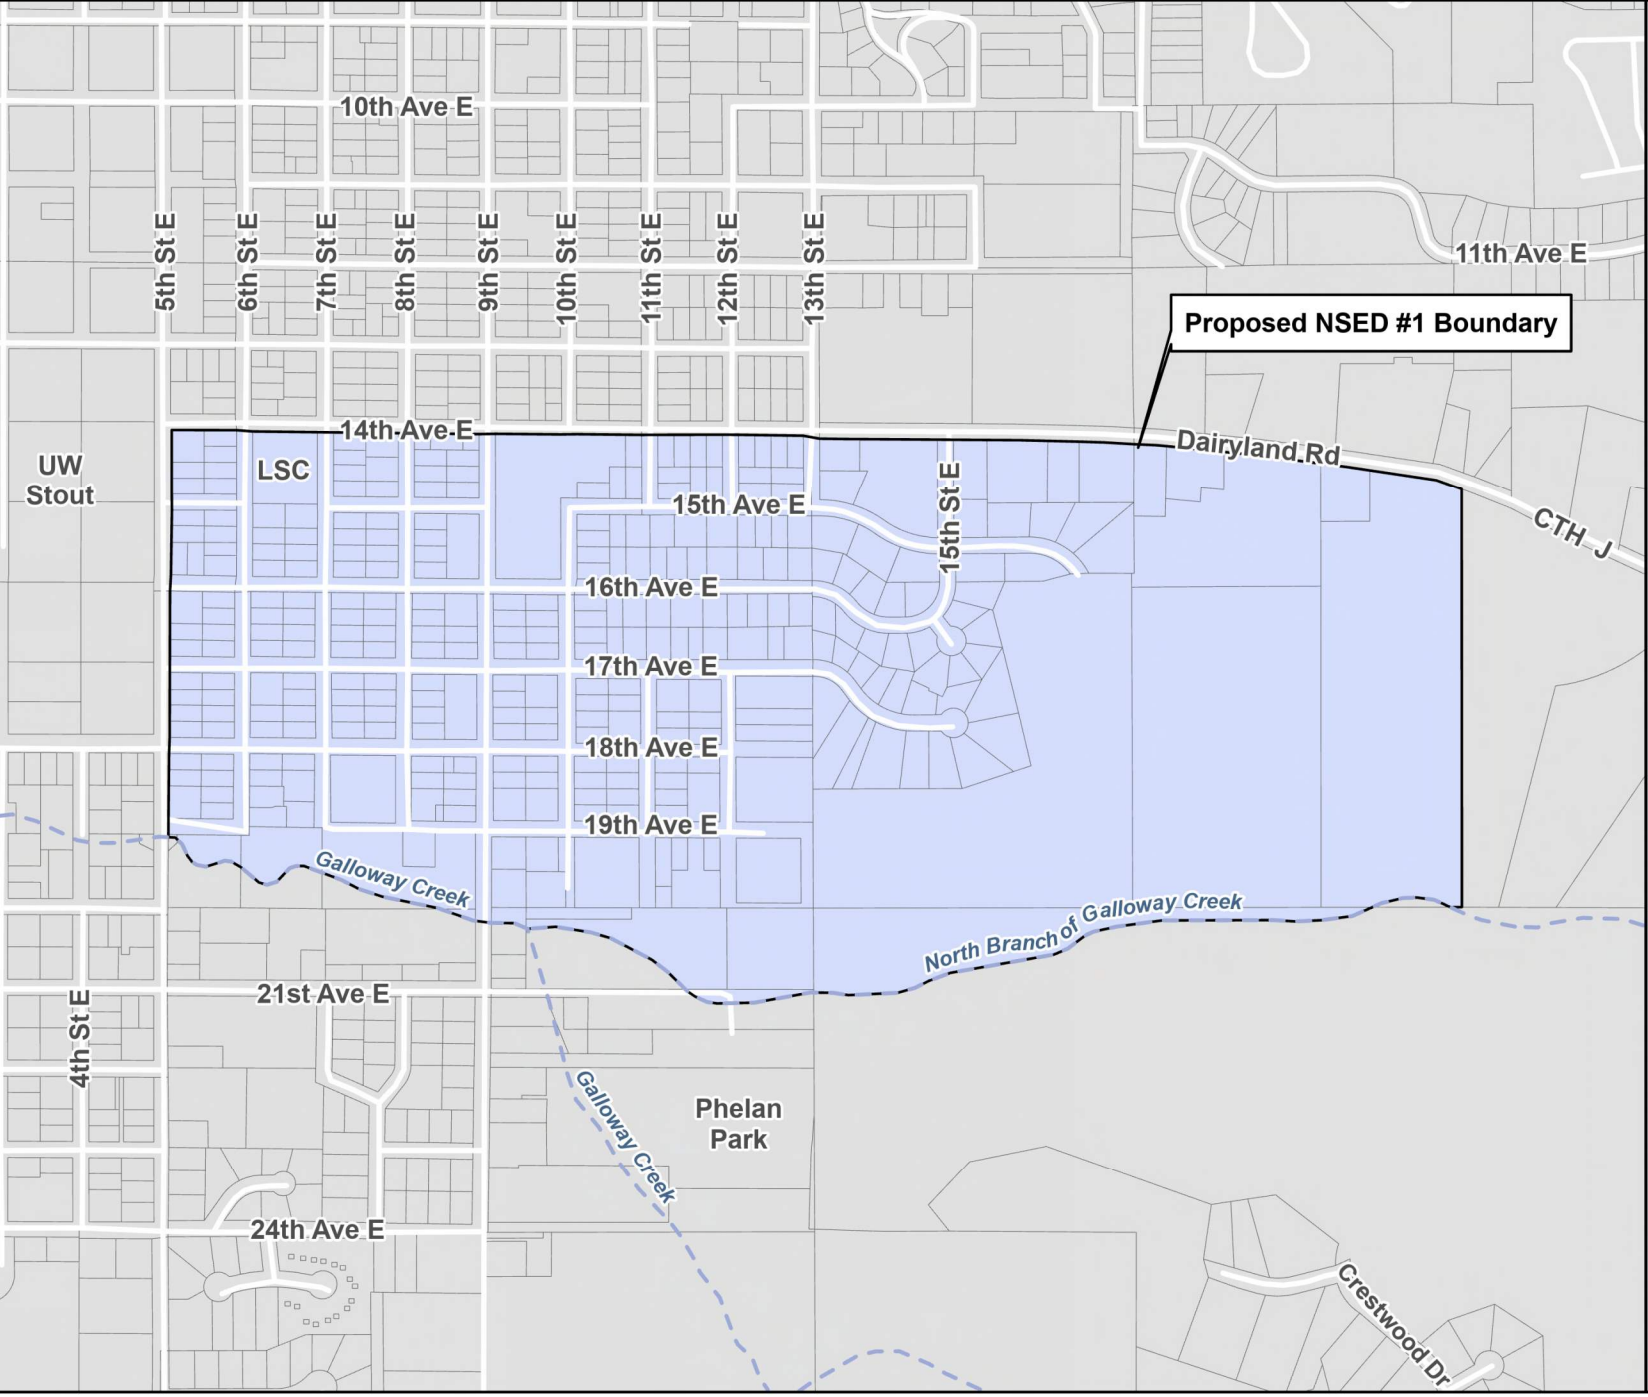 10th Ave E
5th St E
6th St E
7th St E
8th St E
9th St E
10th St E
11th St E
12th St E
13th St E
11th Ave E
Proposed NSED #1 Boundary
14th Ave E
Dairyland Rd
UW
Stout
LSC
15th Ave E
15th St E
CTH J
16th Ave E
17th Ave E
18th Ave E
19th Ave E
Galloway Creek
North Branch of Galloway Creek
21st Ave E
4th St E
Galloway Creek
Phelan
Park
24th Ave E
Crestwood Dr